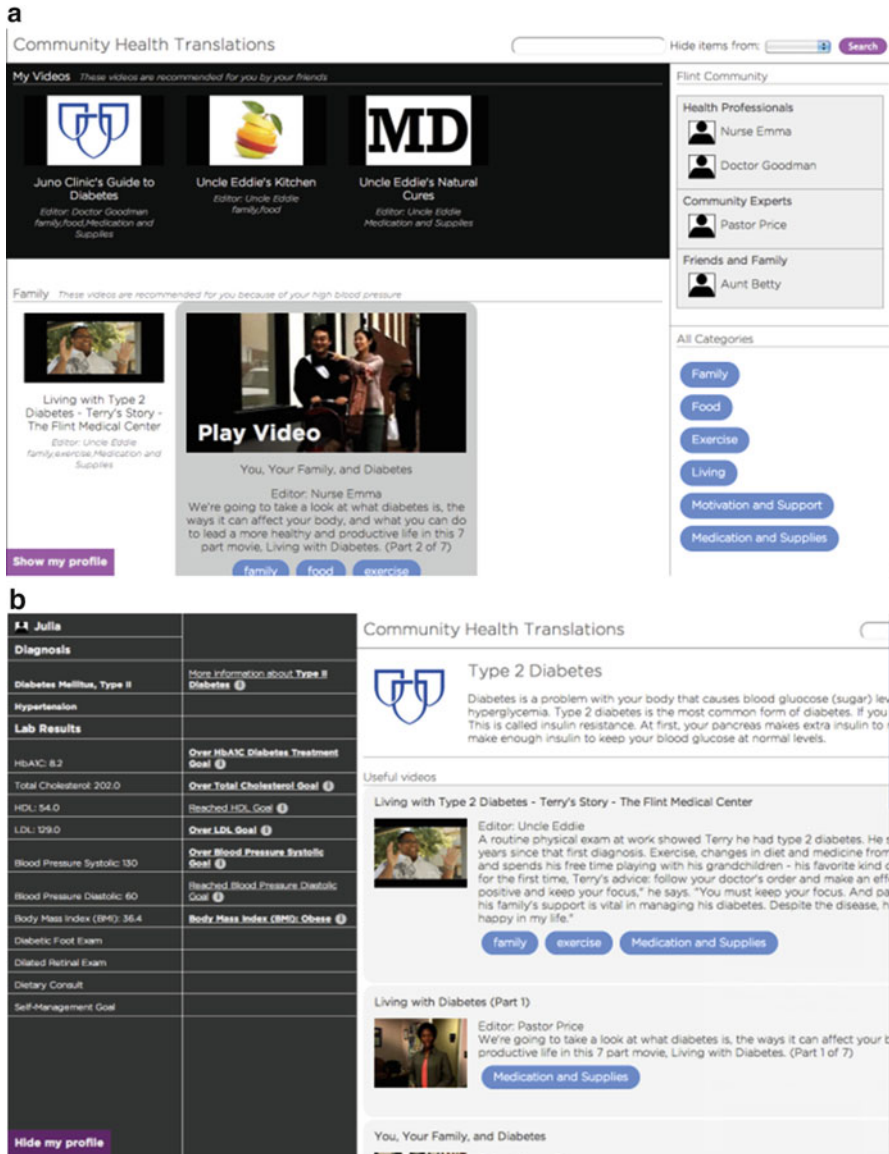 a
Community Health Translations
Hide items from:
Search
My Videos These videos are recommended for you by your friends
MD
Juno Clinic's Guide to
Diabetes
Editor: Doctor Goodman
family,food,Medication and
Supplies
Uncle Eddie's Kitchen
Editor: Uncle Eddie
family,food
Uncle Eddie's Natural
Cures
Editor: Uncle Eddie
Medication and Supplies
Family These videos are recommended for you because of your high blood pressure
Living with Type 2
Diabetes - Terry's Story -
The Flint Medical Center
Editor: Uncle Eddie
family,exercise,Medication and
Supplies
Play Video
You, Your Family, and Diabetes
Editor: Nurse Emma
We're going to take a look at what diabetes is, the
ways it can affect your body, and what you can do
to lead a more healthy and productive life in this 7
part movie, Living with Diabetes. (Part 2 of 7)
family
food
exercise
Show my profile
Flint Community
Health Professionals
Nurse Emma
Doctor Goodman
Community Experts
Pastor Price
Friends and Family
Aunt Betty
All Categories
Family
Food
Exercise
Living
Motivation and Support
Medication and Supplies
b
Julia
Diagnosis
Diabetes Mellitus, Type II
More information about Type II
Diabetes
Hypertension
Lab Results
HbA1C: 8.2
Over HbA1C Diabetes Treatment
Goal
Total Cholesterol: 202.0
Over Total Cholesterol Goal
HDL: 54.0
Reached HDL Goal
LDL: 129.0
Over LDL Goal
Blood Pressure Systolic: 130
Over Blood Pressure Systolic
Goal
Blood Pressure Diastolic: 60
Reached Blood Pressure Diastolic
Goal
Body Mass Index (BMI): 36.4
Body Mass Index (BMI): Obese
Diabetic Foot Exam
Dilated Retinal Exam
Dietary Consult
Self-Management Goal
Hide my profile
Community Health Translations
Type 2 Diabetes
Diabetes is a problem with your body that causes blood gluocose (sugar) lev
hyperglycemia. Type 2 diabetes is the most common form of diabetes. If you
This is called insulin resistance. At first, your pancreas makes extra insulin to
make enough insulin to keep your blood glucose at normal levels.
Useful videos
Living with Type 2 Diabetes - Terry's Story - The Flint Medical Center
Editor: Uncle Eddie
A routine physical exam at work showed Terry he had type 2 diabetes. He s
years since that first diagnosis. Exercise, changes in diet and medicine from
and spends his free time playing with his grandchildren - his favorite kind o
for the first time, Terry's advice: follow your doctor's order and make an eff
positive and keep your focus," he says. "You must keep your focus. And pa
his family's support is vital in managing his diabetes. Despite the disease, h
happy in my life."
family
exercise
Medication and Supplies
Living with Diabetes (Part 1)
Editor: Pastor Price
We're going to take a look at what diabetes is, the ways it can affect your b
productive life in this 7 part movie, Living with Diabetes. (Part 1 of 7)
Medication and Supplies
You, Your Family, and Diabetes